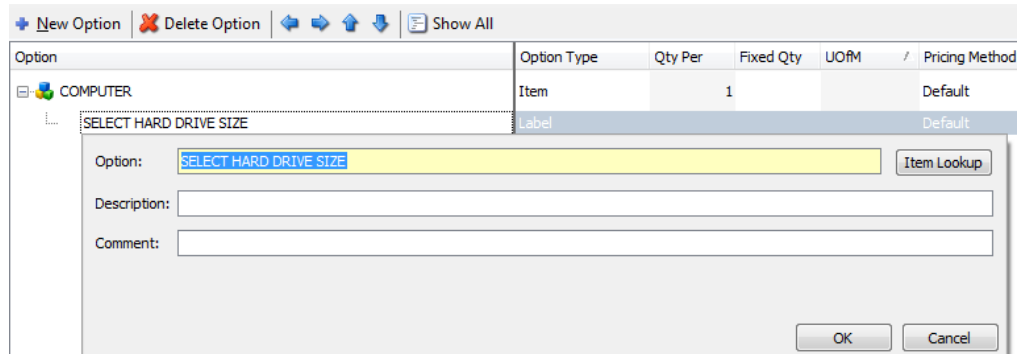 New Option Delete Option Show All
Option Option Type Qty Per Fixed Qty UOfM / Pricing Method
COMPUTER Item 1 Default
SELECT HARD DRIVE SIZE Label Default
Option: SELECT HARD DRIVE SIZE Item Lookup
Description:
Comment:
OK Cancel